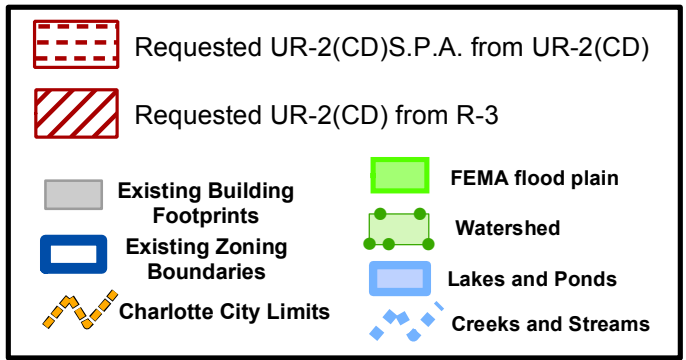 Requested UR-2(CD)S.P.A. from UR-2(CD)
Requested UR-2(CD) from R-3
Existing Building
Footprints
Existing Zoning
Boundaries
Charlotte City Limits
FEMA flood plain
Watershed
Lakes and Ponds
Creeks and Streams